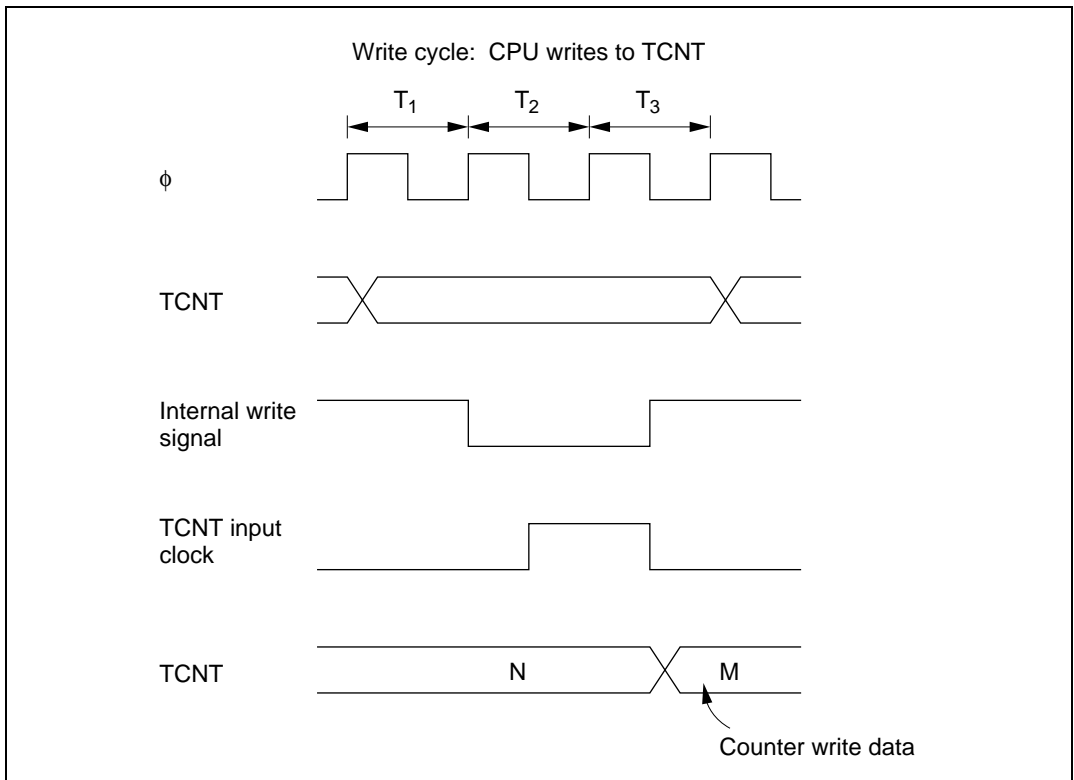 Write cycle: CPU writes to TCNT
T₁ T₂ T₃
ϕ
TCNT
Internal write
signal
TCNT input
clock
TCNT N M
Counter write data